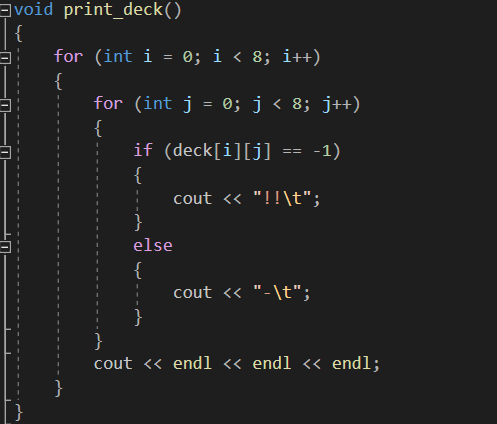 void print_deck()
{
    for (int i = 0; i < 8; i++)
    {
        for (int j = 0; j < 8; j++)
        {
            if (deck[i][j] == -1)
            {
                cout << "!!\t";
            }
            else
            {
                cout << "-\t";
            }
        }
        cout << endl << endl << endl;
    }
}